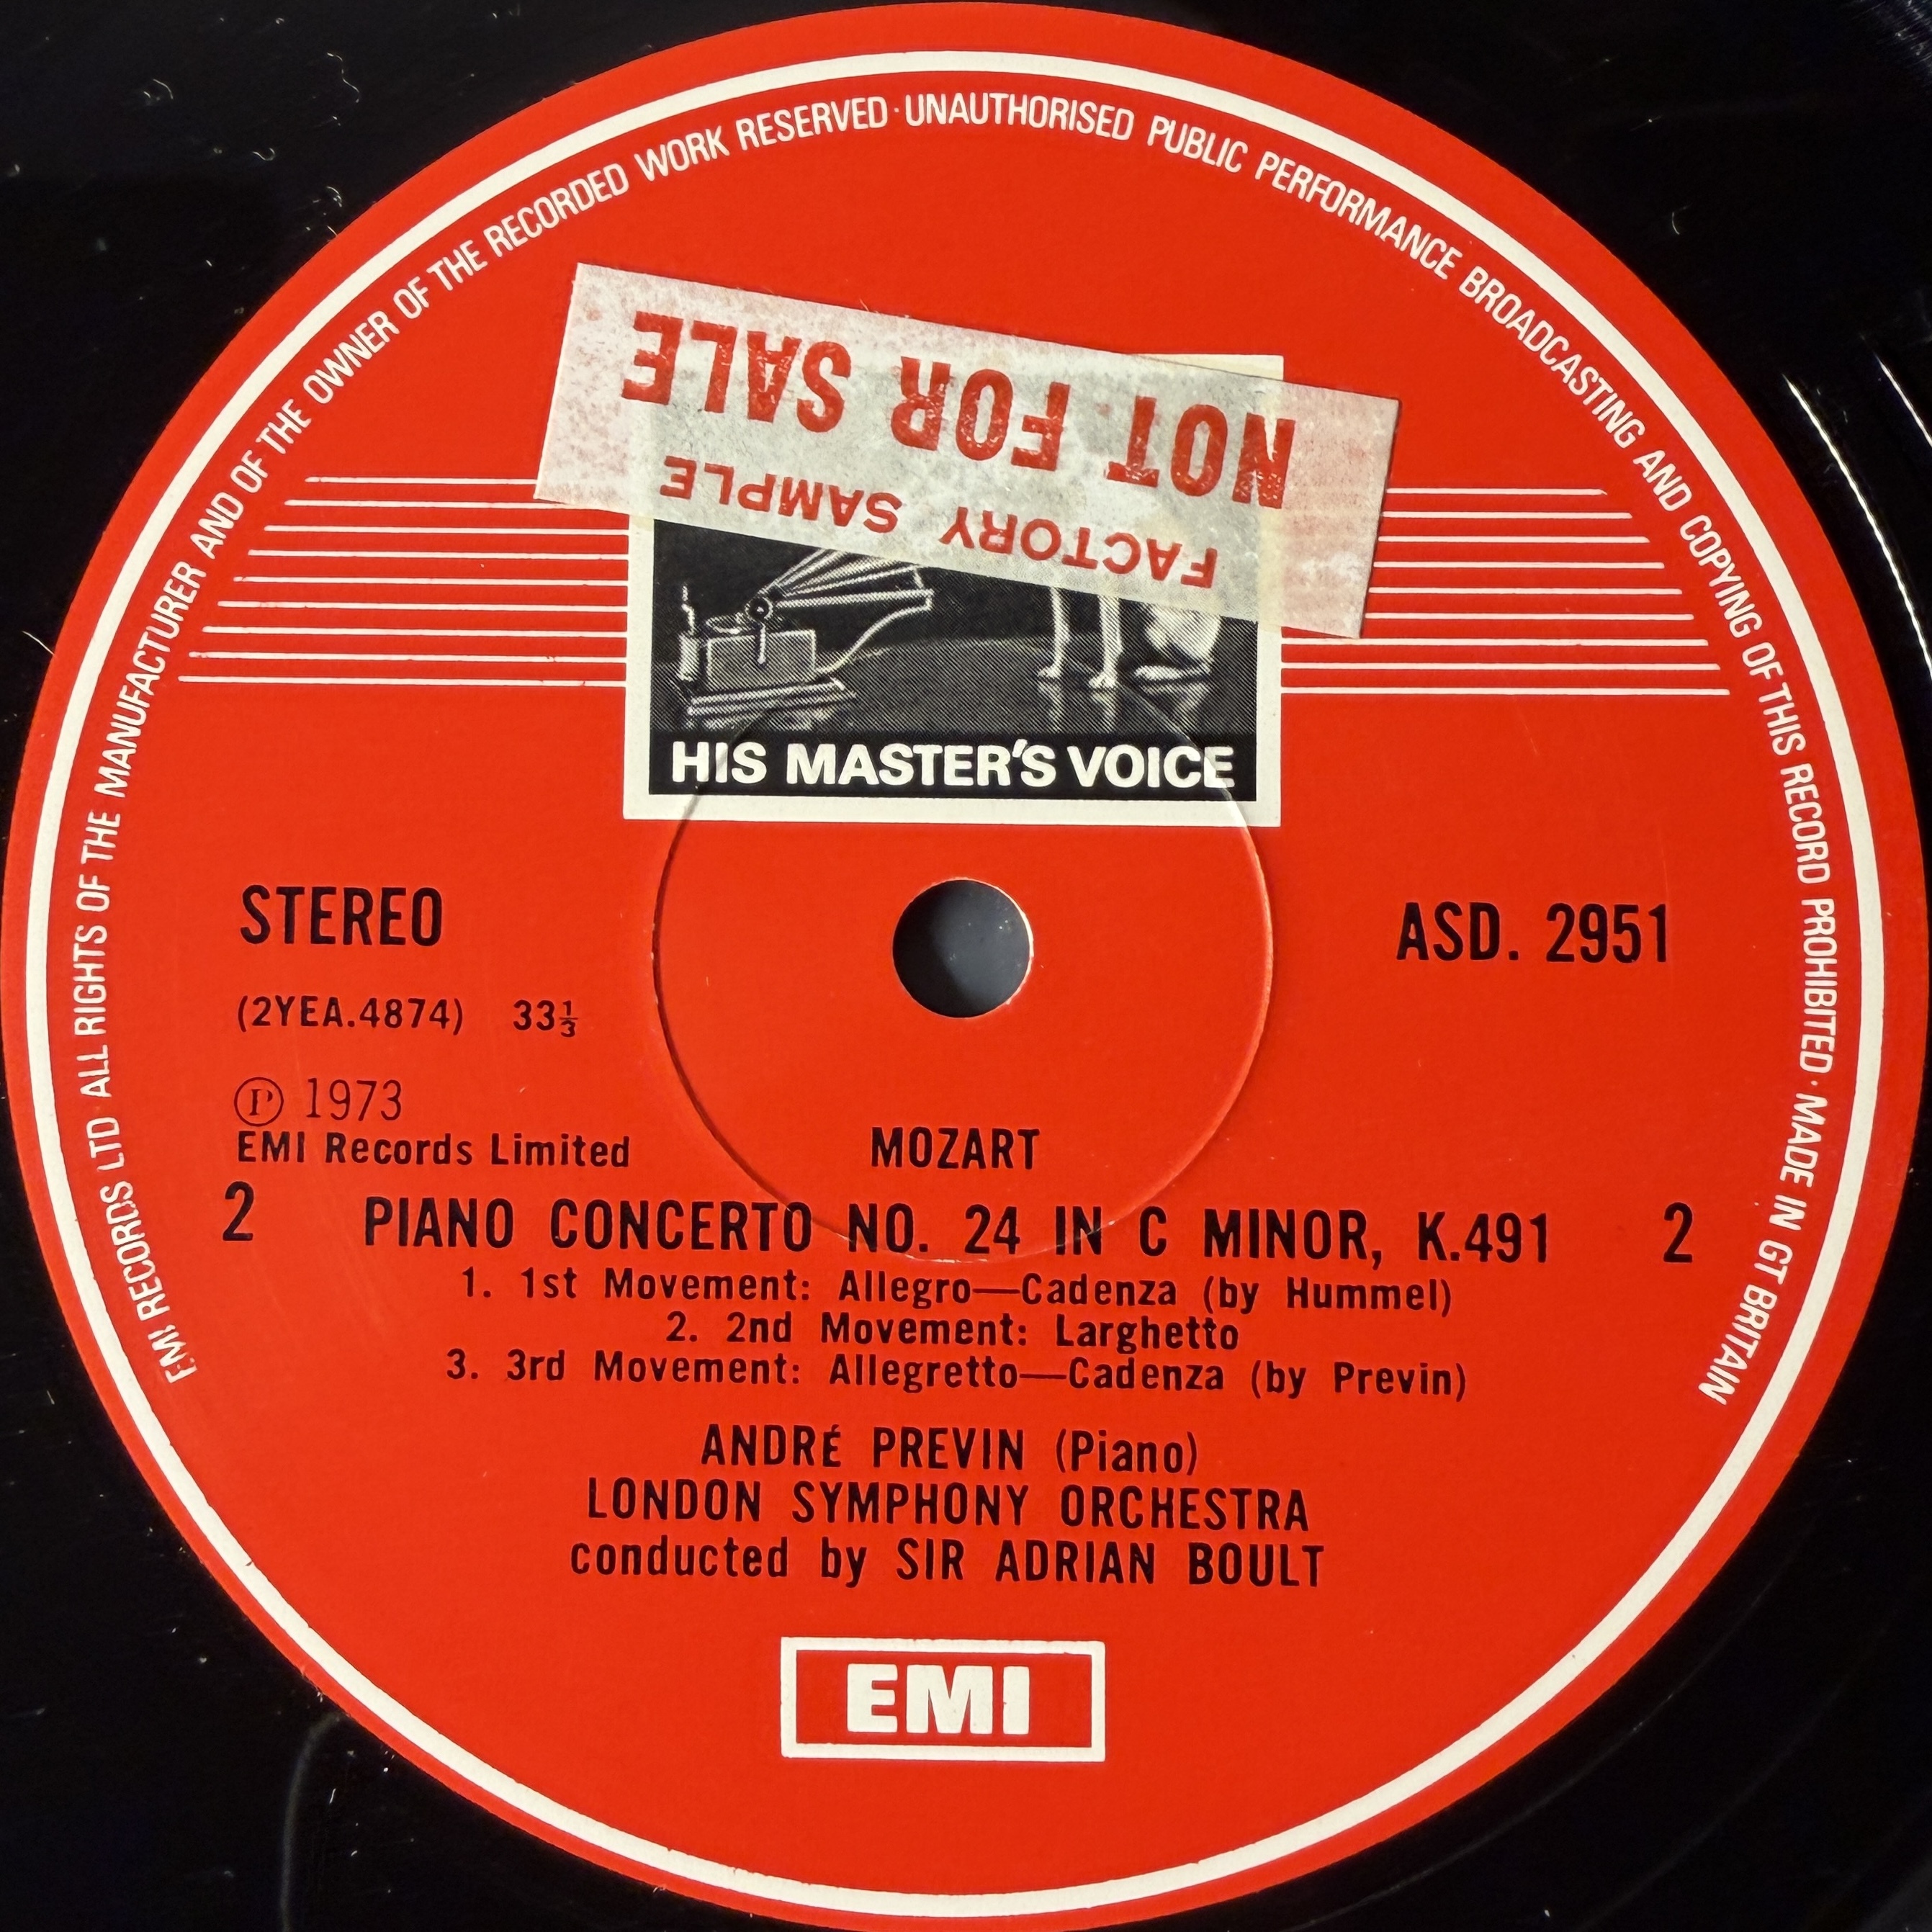 EMI RECORDS LTD· ALL RIGHTS OF THE MANUFACTURER AND OF THE OWNER OF THE RECORDED WORK RESERVED · UNAUTHORISED PUBLIC PERFORMANCE BROADCASTING AND COPYING OF THIS RECORD PROHIBITED · MADE IN GT BRITAIN
FACTORY SAMPLE
NOT FOR SALE
HIS MASTER'S VOICE
STEREO
ASD. 2951
(2YEA.4874) 33⅓
Ⓟ 1973
EMI Records Limited
MOZART
2 PIANO CONCERTO NO. 24 IN C MINOR, K.491 2
1. 1st Movement: Allegro—Cadenza (by Hummel)
2. 2nd Movement: Larghetto
3. 3rd Movement: Allegretto—Cadenza (by Previn)
ANDRÉ PREVIN (Piano)
LONDON SYMPHONY ORCHESTRA
conducted by SIR ADRIAN BOULT
EMI